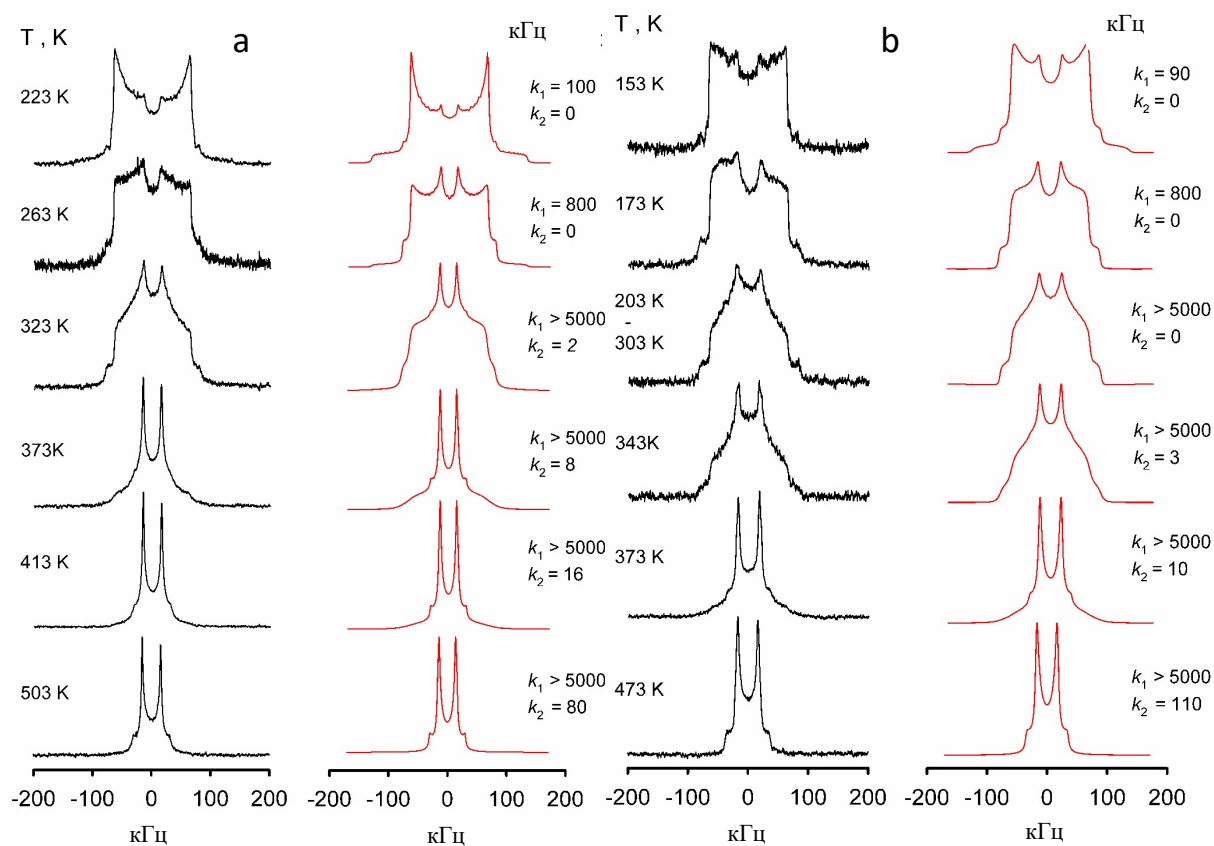 T , K
a
кГц
223 K
k1 = 100
k2 = 0
263 K
k1 = 800
k2 = 0
323 K
k1 > 5000
k2 = 2
373K
k1 > 5000
k2 = 8
413 K
k1 > 5000
k2 = 16
503 K
k1 > 5000
k2 = 80
-200 -100 0 100 200
-200 -100 0 100 200
кГц
кГц
T , K
b
кГц
153 K
k1 = 90
k2 = 0
173 K
k1 = 800
k2 = 0
203 K
-
303 K
k1 > 5000
k2 = 0
343K
k1 > 5000
k2 = 3
373 K
k1 > 5000
k2 = 10
473 K
k1 > 5000
k2 = 110
-200 -100 0 100 200
-200 -100 0 100 200
кГц
кГц